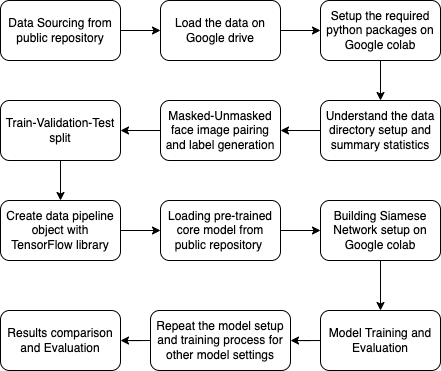 Data Sourcing from
public repository
Load the data on
Google drive
Setup the required
python packages on
Google colab
Understand the data
directory setup and
summary statistics
Masked-Unmasked
face image pairing
and label generation
Train-Validation-Test
split
Create data pipeline
object with
TensorFlow library
Loading pre-trained
core model from
public repository
Building Siamese
Network setup on
Google colab
Model Training and
Evaluation
Repeat the model setup
and training process for
other model settings
Results comparison
and Evaluation